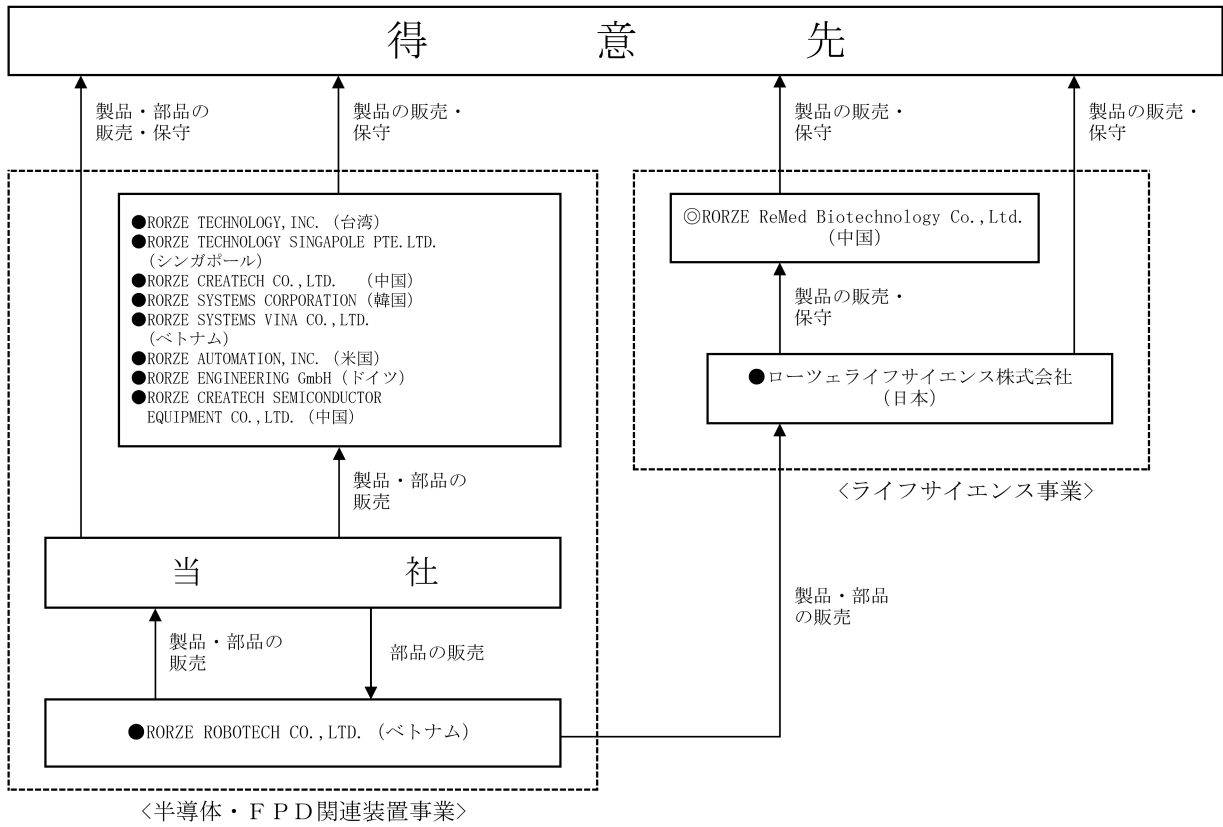 得意先
製品・部品の
販売・保守
製品の販売・
保守
製品の販売・
保守
製品の販売・
保守
●RORZE TECHNOLOGY,INC.（台湾）
●RORZE TECHNOLOGY SINGAPOLE PTE.LTD.
（シンガポール）
●RORZE CREATECH CO.,LTD.　（中国）
●RORZE SYSTEMS CORPORATION（韓国）
●RORZE SYSTEMS VINA CO.,LTD.
（ベトナム）
●RORZE AUTOMATION,INC.（米国）
●RORZE ENGINEERING GmbH（ドイツ）
●RORZE CREATECH SEMICONDUCTOR
EQUIPMENT CO.,LTD.（中国）
◎RORZE ReMed Biotechnology Co.,Ltd.
（中国）
製品の販売・
保守
●ローツェライフサイエンス株式会社
（日本）
<ライフサイエンス事業>
製品・部品の
販売
当社
製品・部品の
販売
部品の販売
製品・部品
の販売
●RORZE ROBOTECH CO.,LTD.（ベトナム）
<半導体・ＦＰＤ関連装置事業>